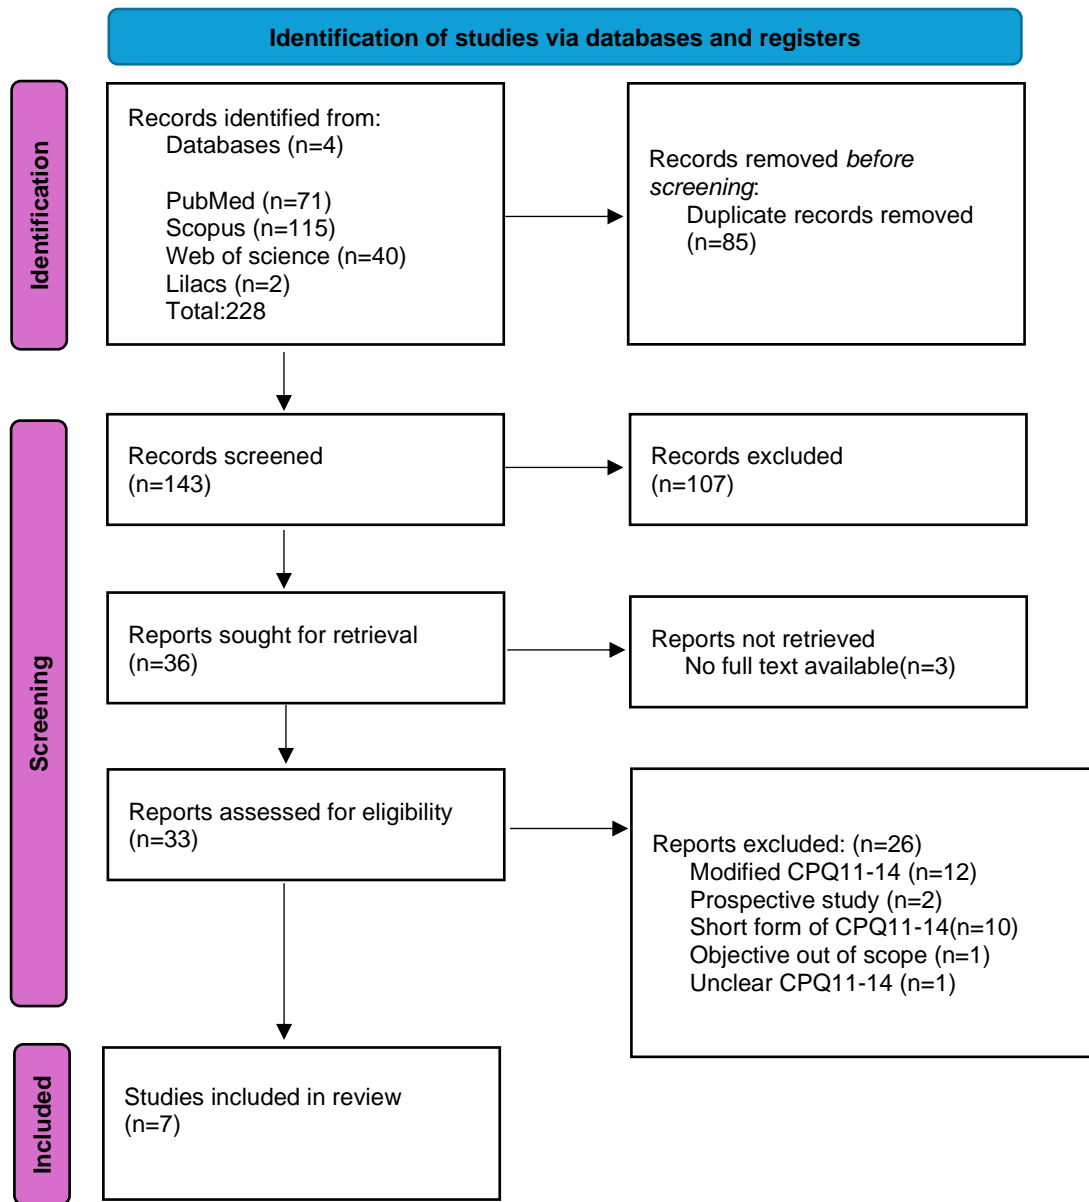 Identification of studies via databases and registers
Identification
Records identified from:
Databases (n=4)
PubMed (n=71)
Scopus (n=115)
Web of science (n=40)
Lilacs (n=2)
Total:228
Records removed before
screening:
Duplicate records removed
(n=85)
Screening
Records screened
(n=143)
Records excluded
(n=107)
Reports sought for retrieval
(n=36)
Reports not retrieved
No full text available(n=3)
Reports assessed for eligibility
(n=33)
Reports excluded: (n=26)
Modified CPQ11-14 (n=12)
Prospective study (n=2)
Short form of CPQ11-14(n=10)
Objective out of scope (n=1)
Unclear CPQ11-14 (n=1)
Included
Studies included in review
(n=7)